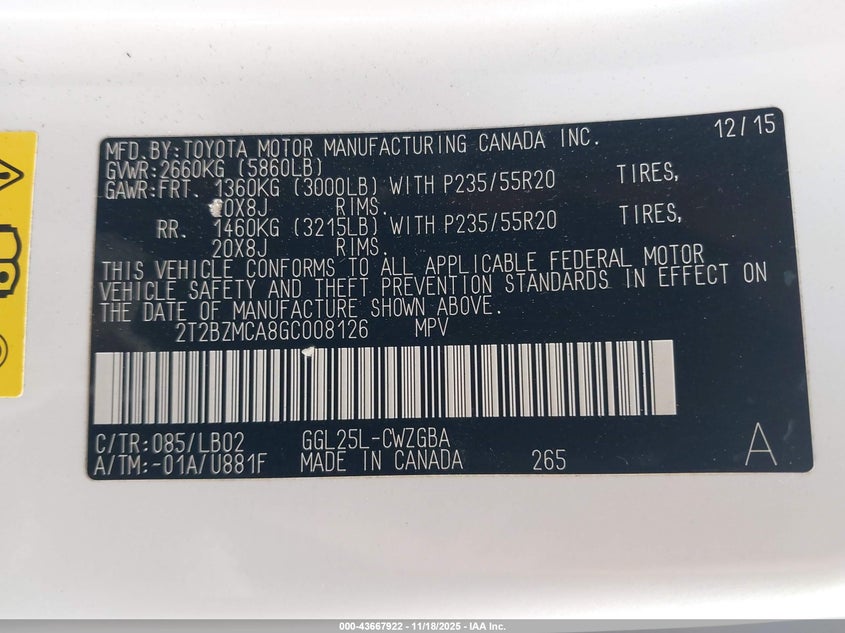 MFD.BY:TOYOTA MOTOR MANUFACTURING CANADA INC. 12/15
GVWR:2660KG (5860LB)
GAWR:FRT. 1360KG (3000LB) WITH P235/55R20 TIRES,
20X8J RIMS.
RR. 1460KG (3215LB) WITH P235/55R20 TIRES,
20X8J RIMS.
THIS VEHICLE CONFORMS TO ALL APPLICABLE FEDERAL MOTOR
VEHICLE SAFETY AND THEFT PREVENTION STANDARDS IN EFFECT ON
THE DATE OF MANUFACTURE SHOWN ABOVE.
2T2BZMCA8GC008126 MPV
C/TR:085/LB02 GGL25L-CWZGBA
A/TM:-01A/U881F MADE IN CANADA 265 A
000-43667922 - 11/18/2025 - IAA Inc.